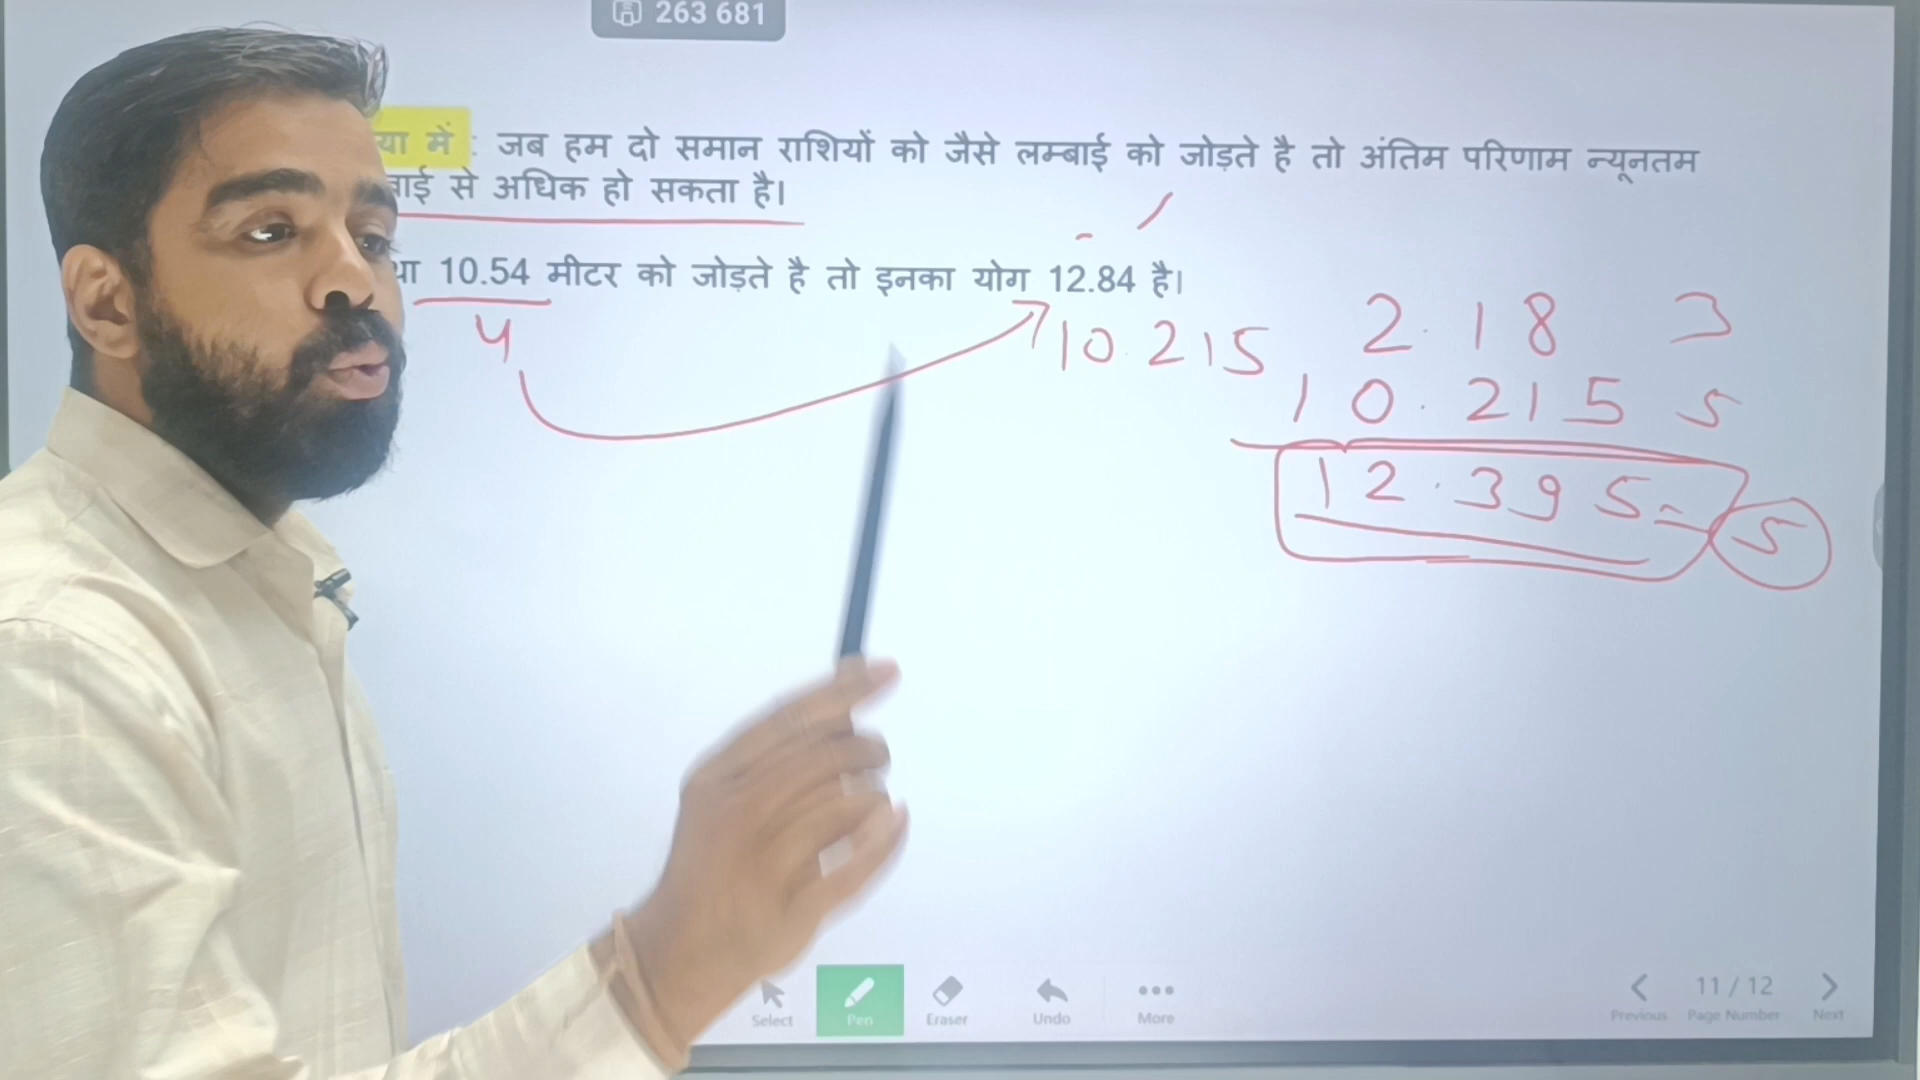 263 681
में : जब हम दो समान राशियों को जैसे लम्बाई को जोड़ते है तो अंतिम परिणाम न्यूनतम
से अधिक हो सकता है।
10.54 मीटर को जोड़ते है तो इनका योग 12.84 है।
4
10.215
2.18 3
10.215 5
12.395 = 5
Select Pen Eraser Undo More
Previous 11 / 12 Page Number Next